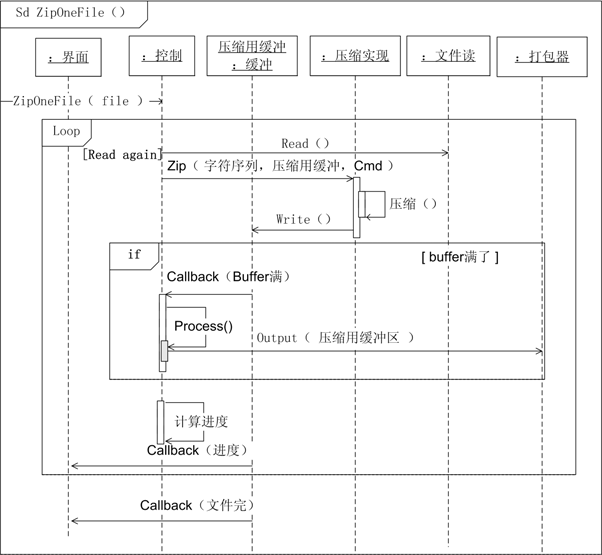 Sd ZipOneFile（）
：界面
：控制
压缩用缓冲
：缓冲
：压缩实现
：文件读
：打包器
ZipOneFile（ file ）
Loop
[Read again]
Read（）
Zip（ 字符序列，压缩用缓冲，Cmd ）
压缩（）
Write（）
if
[ buffer满了 ]
Callback（Buffer满）
Process()
Output（ 压缩用缓冲区 ）
计算进度
Callback（进度）
Callback（文件完）